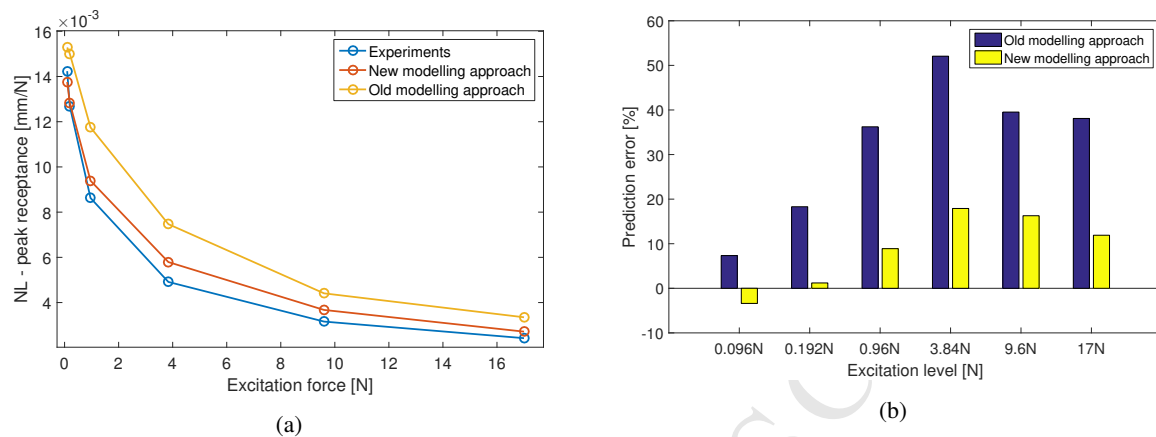 ×10⁻³
16
14
12
10
8
6
4
NL - peak receptance [mm/N]
Experiments
New modelling approach
Old modelling approach
0 2 4 6 8 10 12 14 16
Excitation force [N]
(a)
60
50
40
30
20
10
0
-10
Prediction error [%]
Old modelling approach
New modelling approach
0.096N 0.192N 0.96N 3.84N 9.6N 17N
Excitation level [N]
(b)